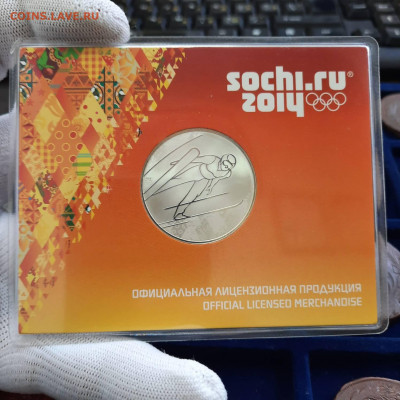 COINS.LAVE.RU
sochi.ru®
2014
ОФИЦИАЛЬНАЯ ЛИЦЕНЗИОННАЯ ПРОДУКЦИЯ
OFFICIAL LICENSED MERCHANDISE